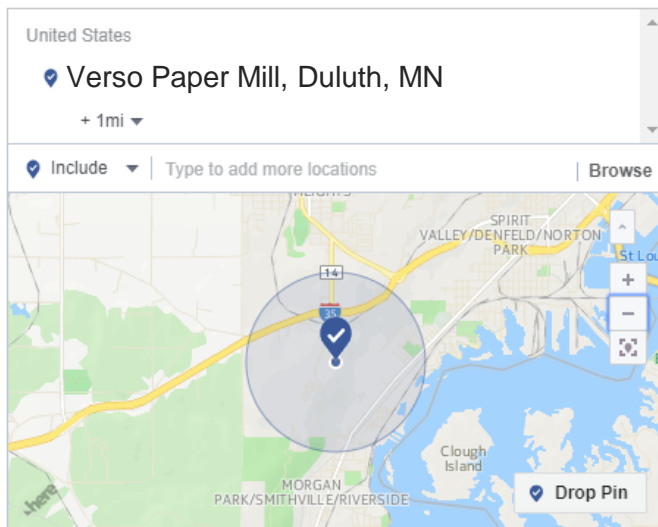 United States
Verso Paper Mill, Duluth, MN
+ 1mi
Include
Type to add more locations
Browse
HEIGHTS
SPIRIT
VALLEY/DENFELD/NORTON
PARK
St Lou
14
35
Clough
Island
MORGAN
PARK/SMITHVILLE/RIVERSIDE
here
Drop Pin